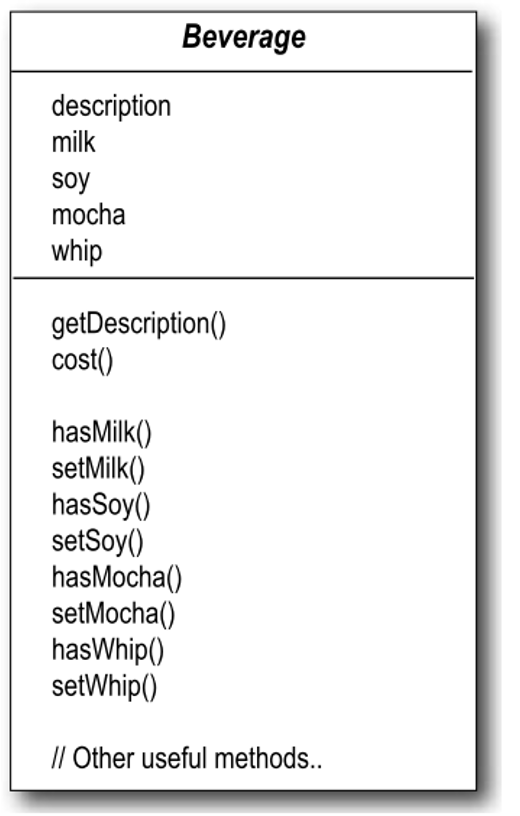 Beverage
description
milk
soy
mocha
whip
getDescription()
cost()
hasMilk()
setMilk()
hasSoy()
setSoy()
hasMocha()
setMocha()
hasWhip()
setWhip()
// Other useful methods..